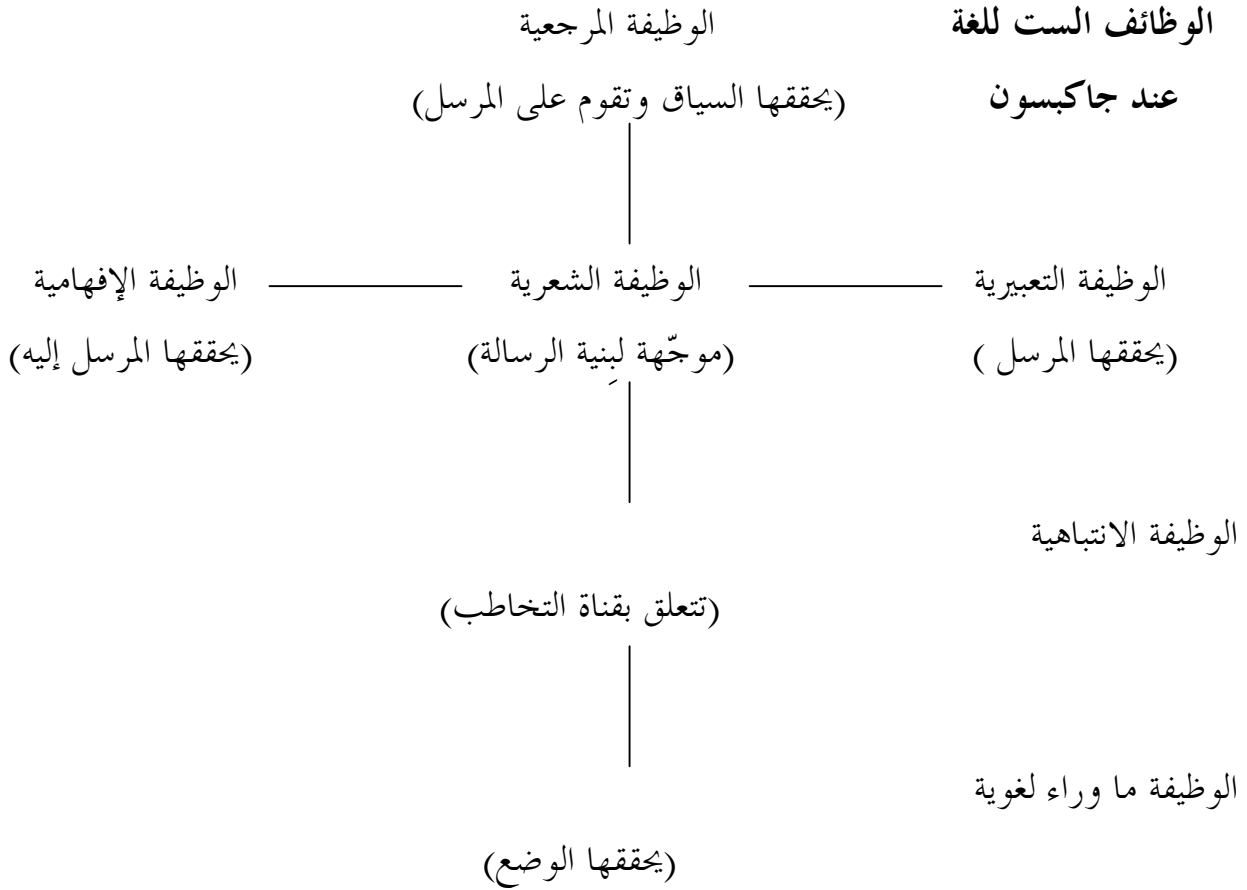 الوظائف الست للغة
الوظيفة المرجعية
عند جاكبسون
(يحققها السياق وتقوم على المرسل)
الوظيفة التعبيرية
الوظيفة الشعرية
الوظيفة الإفهامية
(يحققها المرسل )
(موجّهة لبِنية الرسالة)
(يحققها المرسل إليه)
الوظيفة الانتباهية
(تتعلق بقناة التخاطب)
الوظيفة ما وراء لغوية
(يحققها الوضع)